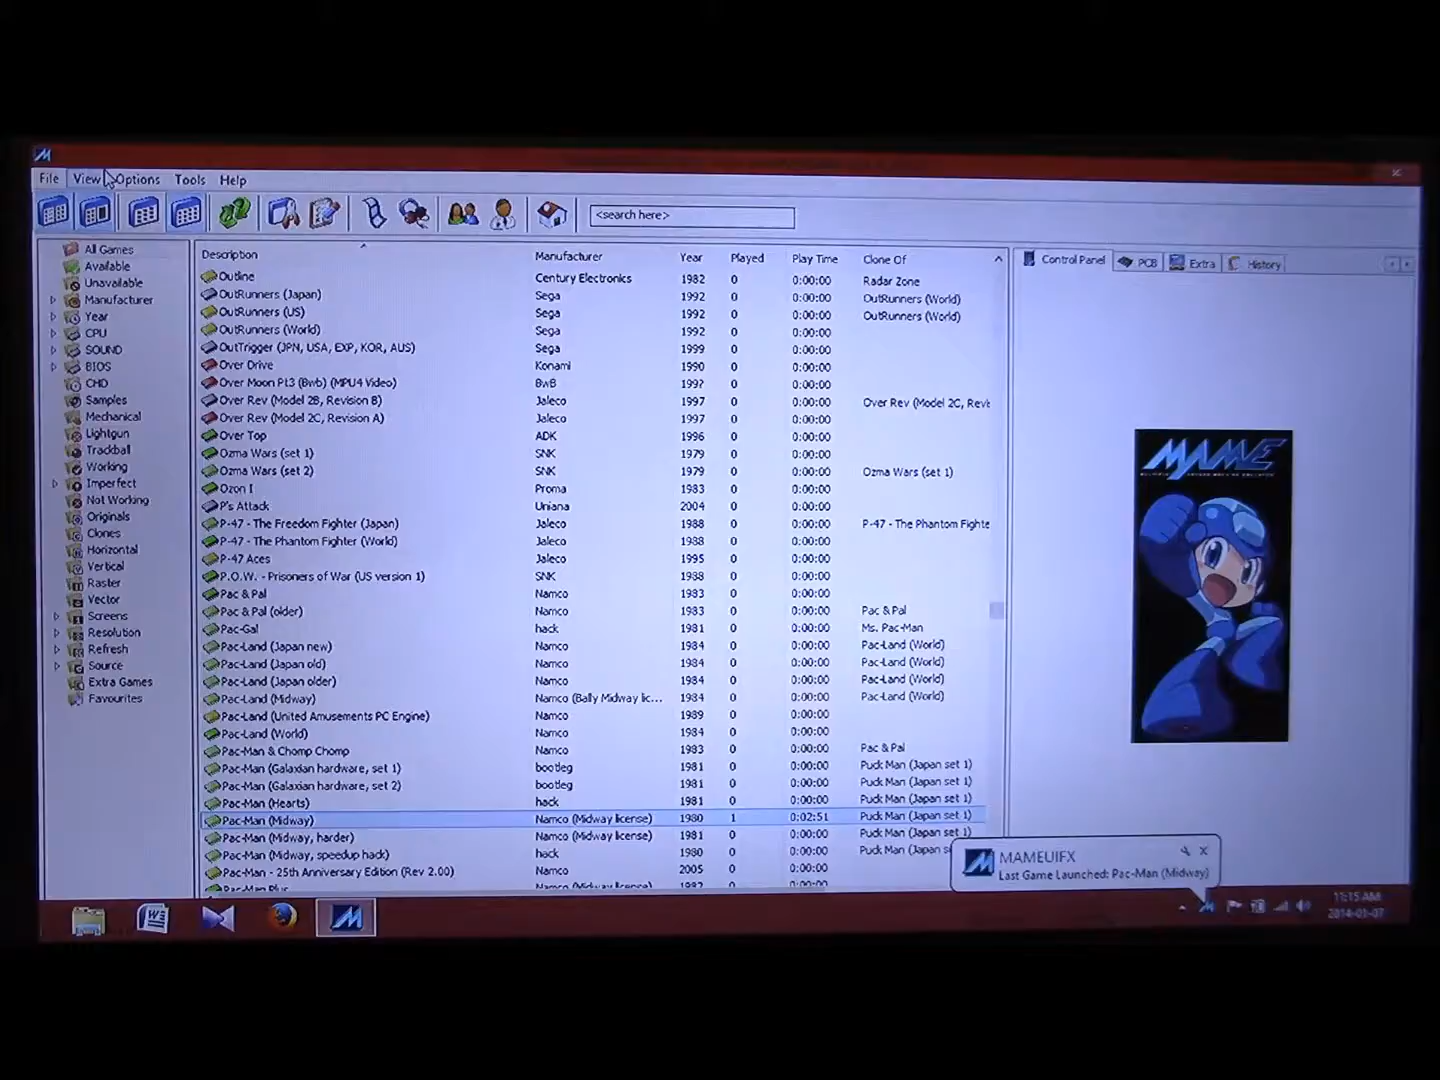 File View Options Tools Help
<search here>
All Games
Available
Unavailable
Manufacturer
Year
CPU
SOUND
BIOS
CHD
Samples
Mechanical
Lightgun
Trackball
Working
Imperfect
Not Working
Originals
Clones
Horizontal
Vertical
Raster
Vector
Screens
Resolution
Refresh
Source
Extra Games
Favourites
Description Manufacturer Year Played Play Time Clone Of
Outline Century Electronics 1982 0 0:00:00 Radar Zone
OutRunners (Japan) Sega 1992 0 0:00:00 OutRunners (World)
OutRunners (US) Sega 1992 0 0:00:00 OutRunners (World)
OutRunners (World) Sega 1992 0 0:00:00
OutTrigger (JPN, USA, EXP, KOR, AUS) Sega 1999 0 0:00:00
Over Drive Konami 1990 0 0:00:00
Over Moon Pt.3 (Bwb) (MPU4 Video) BwB 199? 0 0:00:00
Over Rev (Model 2B, Revision B) Jaleco 1997 0 0:00:00 Over Rev (Model 2C, Revi
Over Rev (Model 2C, Revision A) Jaleco 1997 0 0:00:00
Over Top ADK 1996 0 0:00:00
Ozma Wars (set 1) SNK 1979 0 0:00:00
Ozma Wars (set 2) SNK 1979 0 0:00:00 Ozma Wars (set 1)
Ozon I Proma 1983 0 0:00:00
P's Attack Uniana 2004 0 0:00:00
P-47 - The Freedom Fighter (Japan) Jaleco 1988 0 0:00:00 P-47 - The Phantom Fighte
P-47 - The Phantom Fighter (World) Jaleco 1988 0 0:00:00
P-47 Aces Jaleco 1995 0 0:00:00
P.O.W. - Prisoners of War (US version 1) SNK 1988 0 0:00:00
Pac & Pal Namco 1983 0 0:00:00
Pac & Pal (older) Namco 1983 0 0:00:00 Pac & Pal
Pac-Gal hack 1981 0 0:00:00 Ms. Pac-Man
Pac-Land (Japan new) Namco 1984 0 0:00:00 Pac-Land (World)
Pac-Land (Japan old) Namco 1984 0 0:00:00 Pac-Land (World)
Pac-Land (Japan older) Namco 1984 0 0:00:00 Pac-Land (World)
Pac-Land (Midway) Namco (Bally Midway lic... 1984 0 0:00:00 Pac-Land (World)
Pac-Land (United Amusements PC Engine) Namco 1989 0 0:00:00
Pac-Land (World) Namco 1984 0 0:00:00
Pac-Man & Chomp Chomp Namco 1983 0 0:00:00 Pac & Pal
Pac-Man (Galaxian hardware, set 1) bootleg 1981 0 0:00:00 Puck Man (Japan set 1)
Pac-Man (Galaxian hardware, set 2) bootleg 1981 0 0:00:00 Puck Man (Japan set 1)
Pac-Man (Hearts) hack 1981 0 0:00:00 Puck Man (Japan set 1)
Pac-Man (Midway) Namco (Midway license) 1980 1 0:02:51 Puck Man (Japan set 1)
Pac-Man (Midway, harder) Namco (Midway license) 1981 0 0:00:00 Puck Man (Japan set 1)
Pac-Man (Midway, speedup hack) hack 1980 0 0:00:00 Puck Man (Japan s
Pac-Man - 25th Anniversary Edition (Rev 2.00) Namco 2005 0 0:00:00
Pac-Man Plus Namco (Midway license) 1982 0 0:00:00
Control Panel PCB Extra History
MAME
MAMEUIFX
Last Game Launched: Pac-Man (Midway)
11:15 AM
2014-01-07